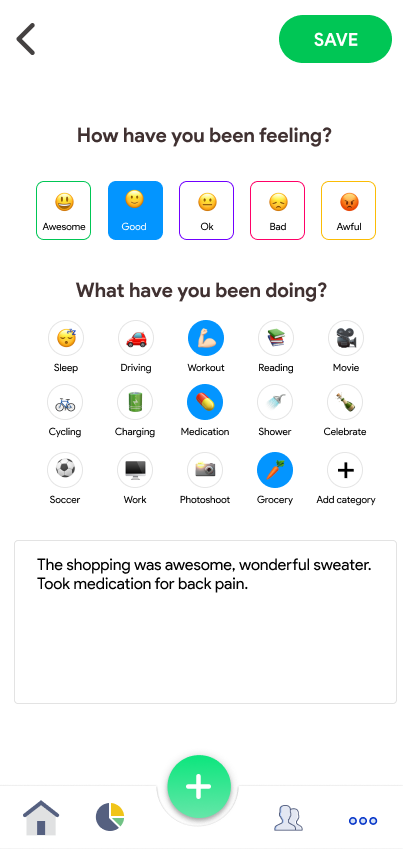 SAVE
How have you been feeling?
Awesome Good Ok Bad Awful
What have you been doing?
Sleep Driving Workout Reading Movie
Cycling Charging Medication Shower Celebrate
Soccer Work Photoshoot Grocery Add category
The shopping was awesome, wonderful sweater.
Took medication for back pain.